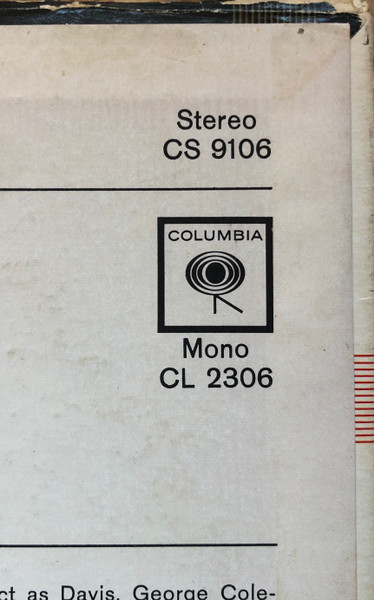 Stereo
CS 9106
COLUMBIA
Mono
CL 2306
ct as Davis, George Cole-